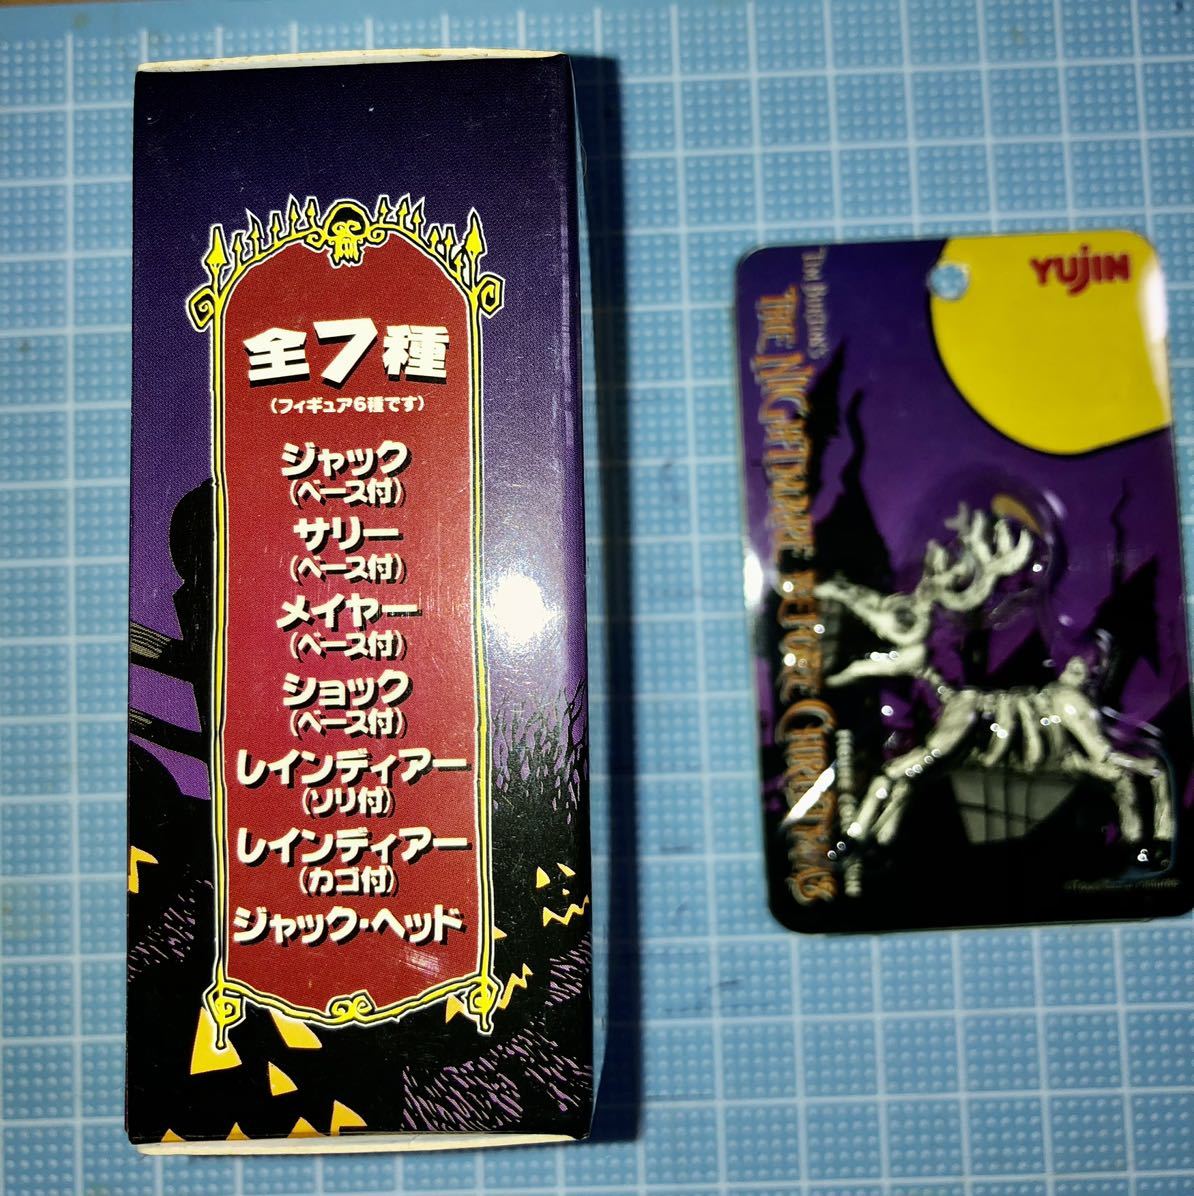 全7種
(フィギュア6種です)
ジャック
(ベース付)
サリー
(ベース付)
メイヤー
(ベース付)
ショック
(ベース付)
レインディアー
(ソリ付)
レインディアー
(カゴ付)
ジャック・ヘッド
YUJIN
TIM BURTON'S
THE NIGHTMARE BEFORE CHRISTMAS